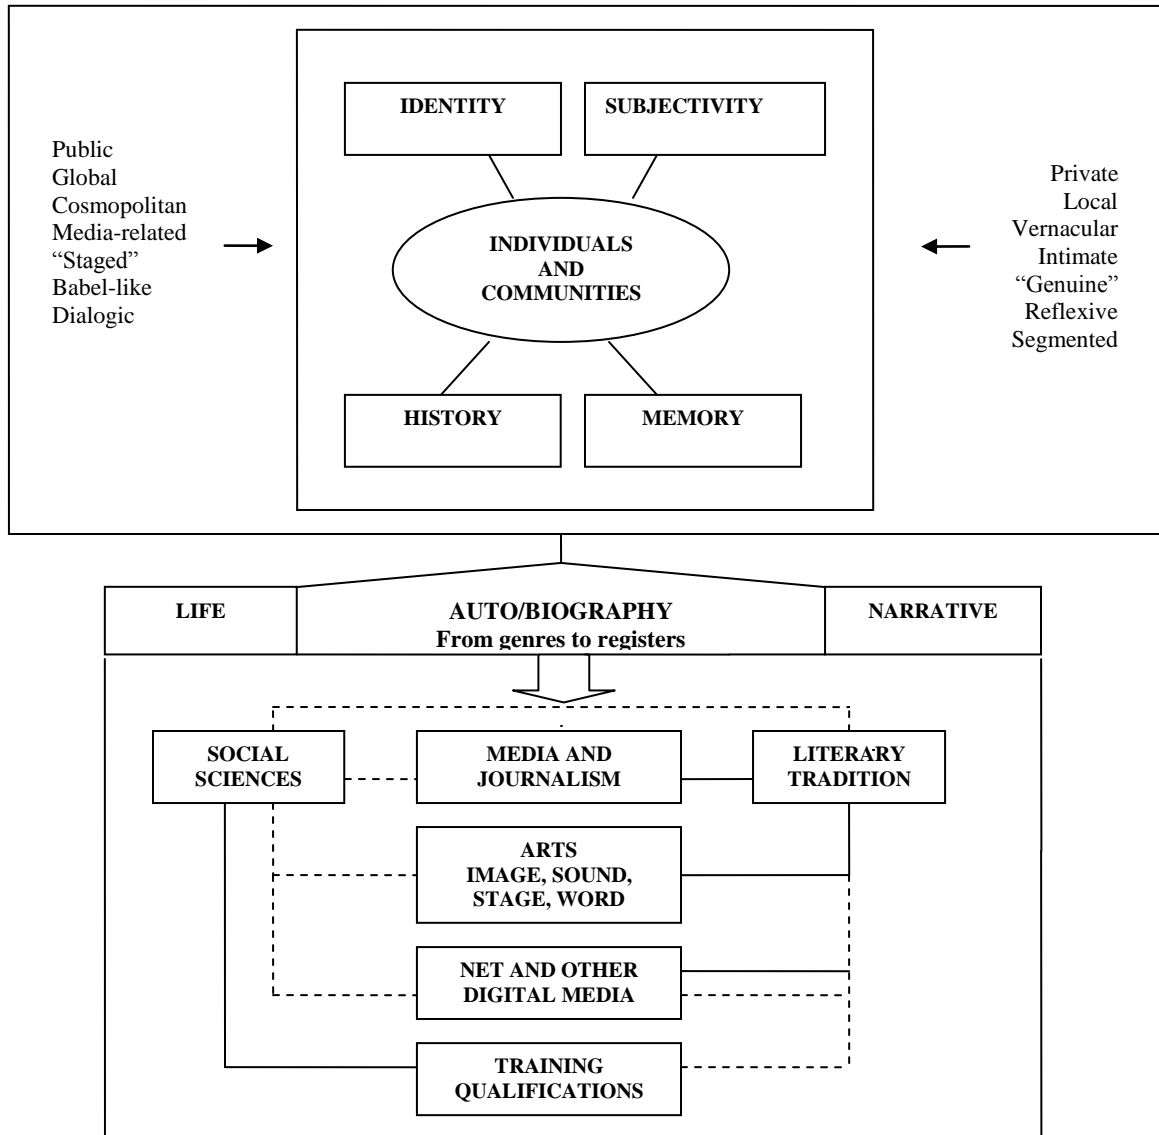 IDENTITY
SUBJECTIVITY
Public
Global
Cosmopolitan
Media-related
“Staged”
Babel-like
Dialogic
INDIVIDUALS
AND
COMMUNITIES
Private
Local
Vernacular
Intimate
“Genuine”
Reflexive
Segmented
HISTORY
MEMORY
LIFE
AUTO/BIOGRAPHY
From genres to registers
NARRATIVE
SOCIAL
SCIENCES
MEDIA AND
JOURNALISM
LITERARY
TRADITION
ARTS
IMAGE, SOUND,
STAGE, WORD
NET AND OTHER
DIGITAL MEDIA
TRAINING
QUALIFICATIONS